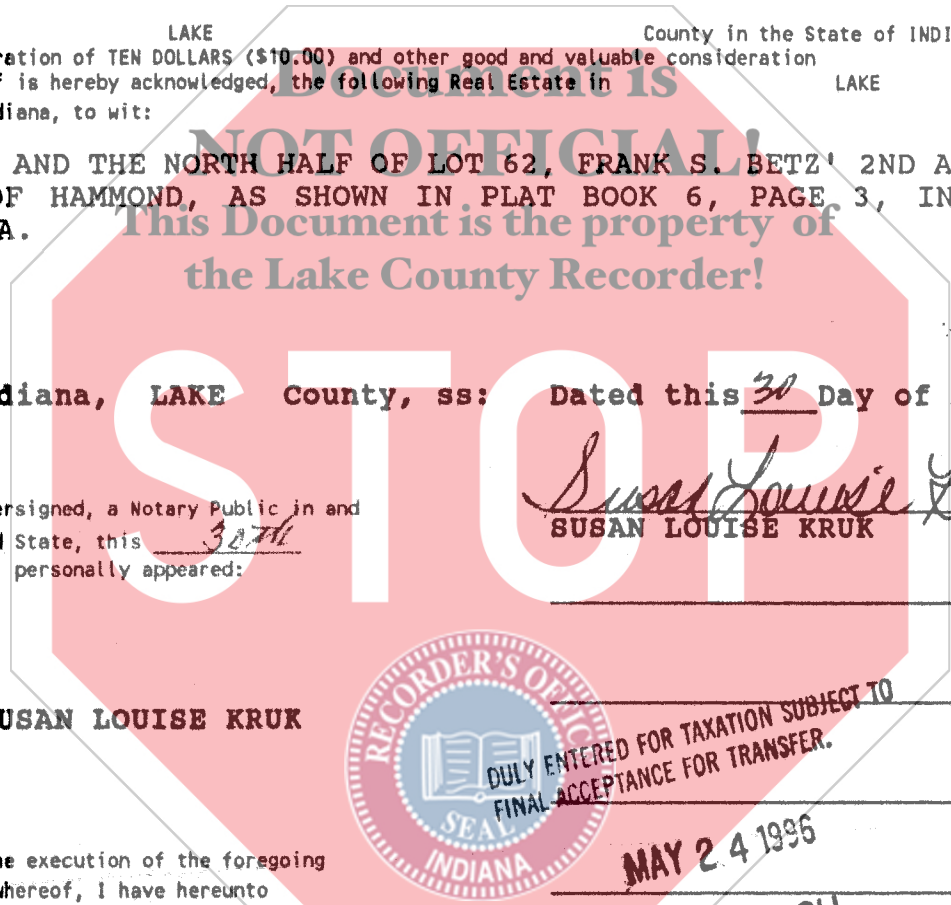 LAKE County in the State of INDI
ration of TEN DOLLARS ($10.00) and other good and valuable consideration
is hereby acknowledged, the following Real Estate in LAKE
diana, to wit:
Document is
NOT OFFICIAL!
This Document is the property of
the Lake County Recorder!
AND THE NORTH HALF OF LOT 62, FRANK S. BETZ' 2ND A
OF HAMMOND, AS SHOWN IN PLAT BOOK 6, PAGE 3, IN
A.
STOP
diana, LAKE County, ss: Dated this 30 Day of
Susan Louise
SUSAN LOUISE KRUK
ersigned, a Notary Public in and
State, this 30th
personally appeared:
USAN LOUISE KRUK
RECORDER'S OFFICE
SEAL
INDIANA
DULY ENTERED FOR TAXATION SUBJECT TO
FINAL ACCEPTANCE FOR TRANSFER.
MAY 24 1996
e execution of the foregoing
whereof, I have hereunto